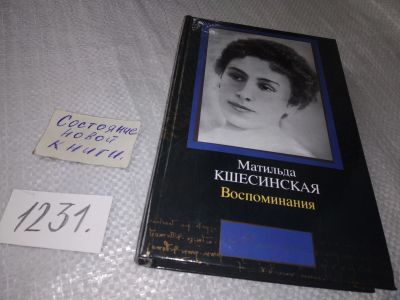 Состояние
новой
книги.
1231.
Матильда
КШЕСИНСКАЯ
Воспоминания